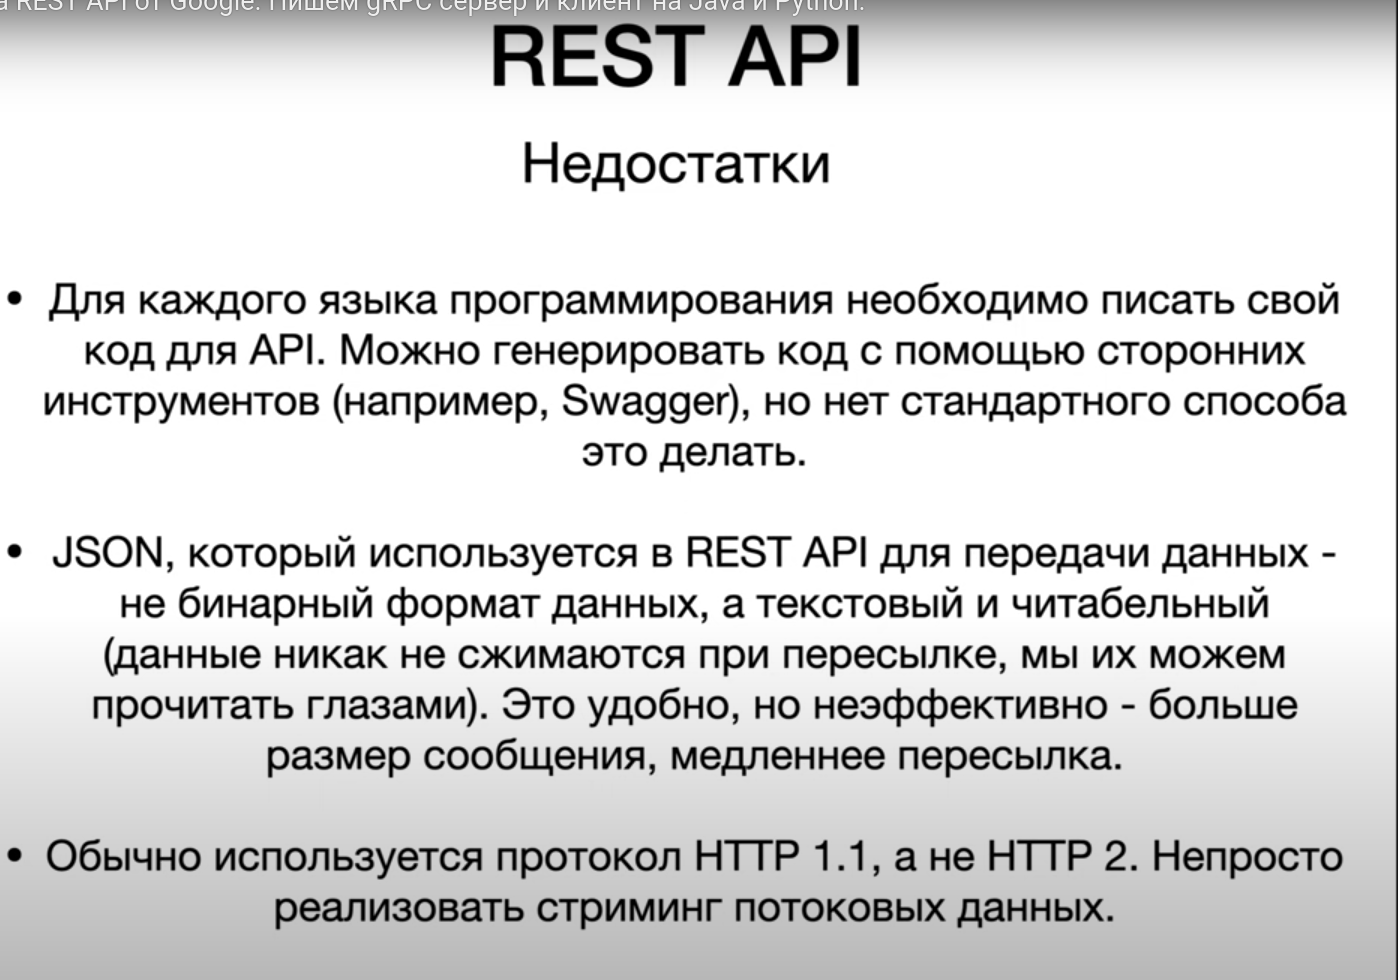 а REST API от Google. Пишем gRPC сервер и клиент на Java и Python.
REST API
Недостатки
• Для каждого языка программирования необходимо писать свой
код для API. Можно генерировать код с помощью сторонних
инструментов (например, Swagger), но нет стандартного способа
это делать.
• JSON, который используется в REST API для передачи данных -
не бинарный формат данных, а текстовый и читабельный
(данные никак не сжимаются при пересылке, мы их можем
прочитать глазами). Это удобно, но неэффективно - больше
размер сообщения, медленнее пересылка.
• Обычно используется протокол HTTP 1.1, а не HTTP 2. Непросто
реализовать стриминг потоковых данных.